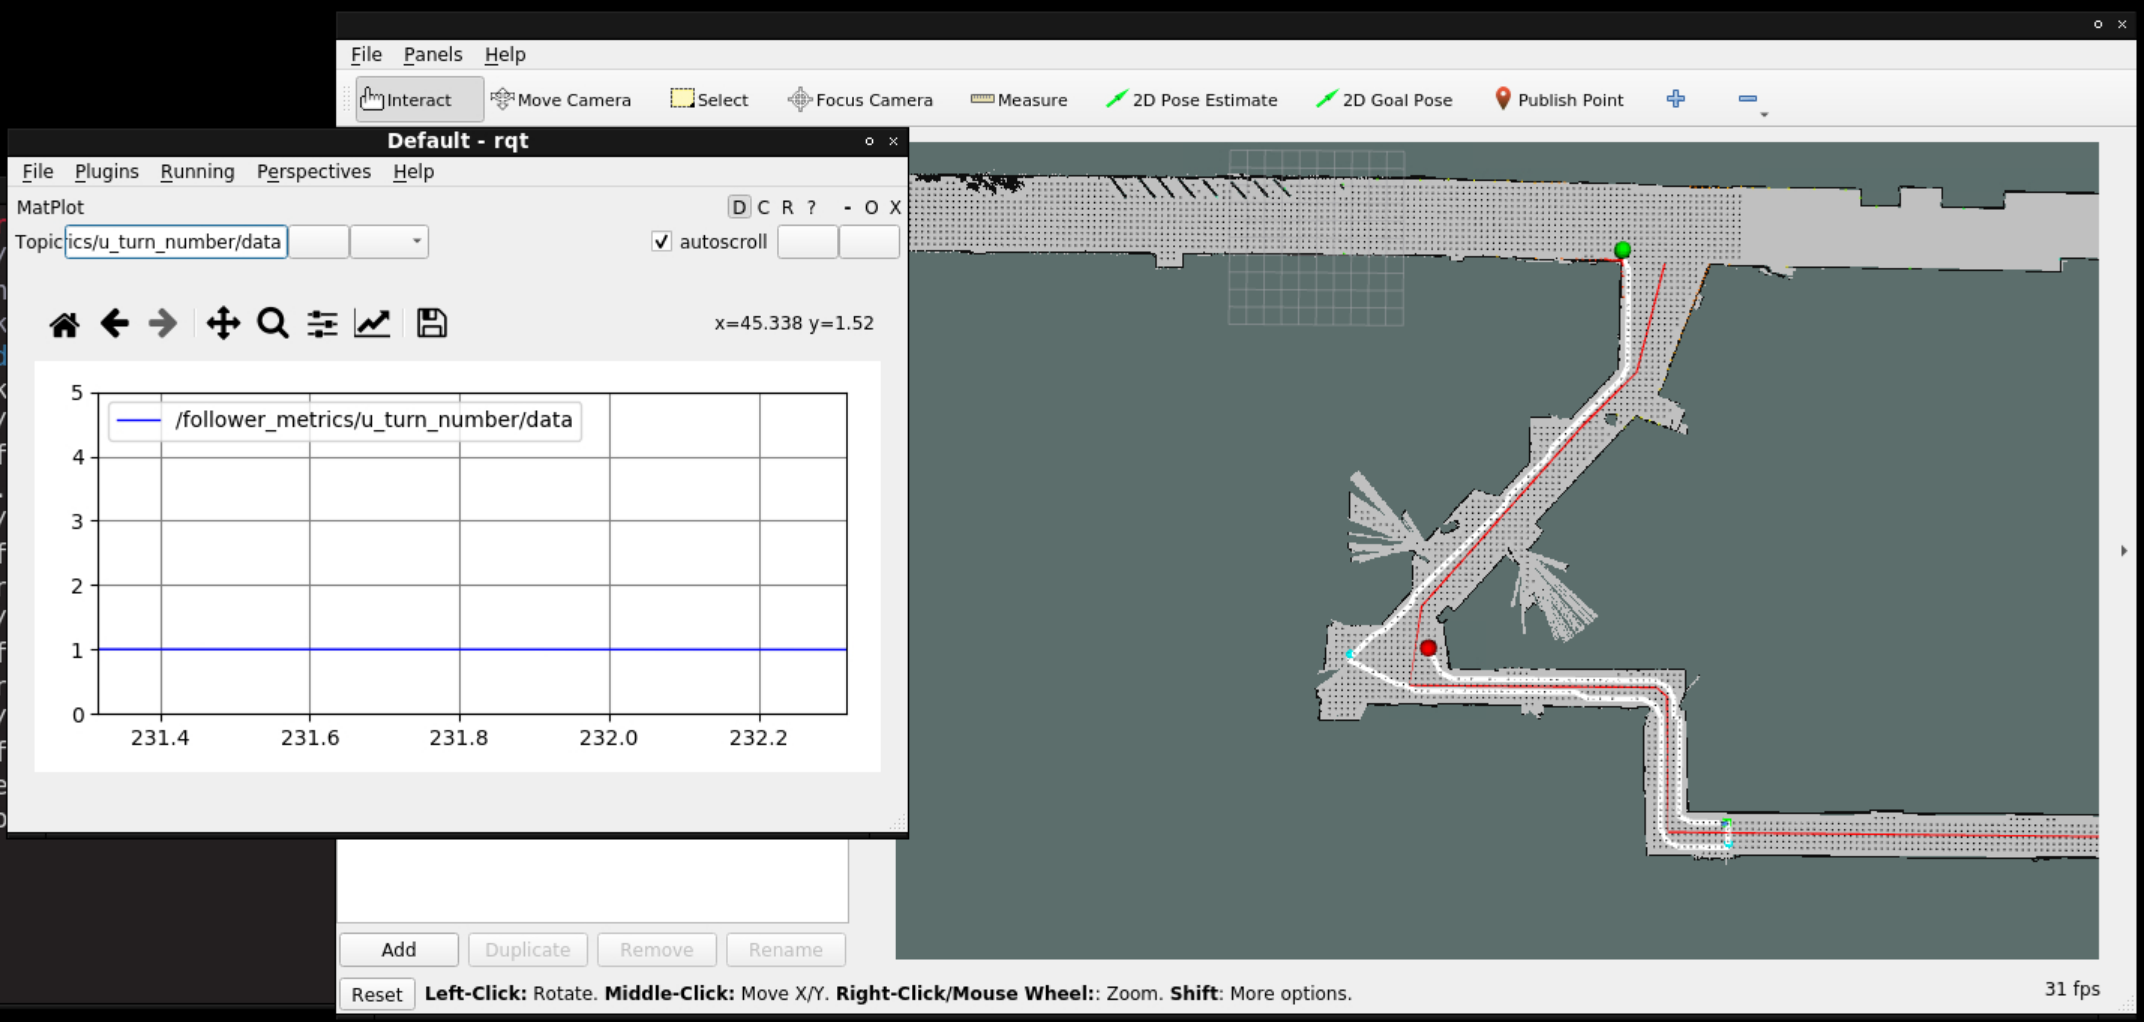 File Panels Help
Interact Move Camera Select Focus Camera Measure 2D Pose Estimate 2D Goal Pose Publish Point
Default - rqt
File Plugins Running Perspectives Help
MatPlot D C R ? - O X
Topic ics/u_turn_number/data autoscroll
x=45.338 y=1.52
/follower_metrics/u_turn_number/data
5
4
3
2
1
0
231.4 231.6 231.8 232.0 232.2
Add Duplicate Remove Rename
Reset Left-Click: Rotate. Middle-Click: Move X/Y. Right-Click/Mouse Wheel:: Zoom. Shift: More options. 31 fps